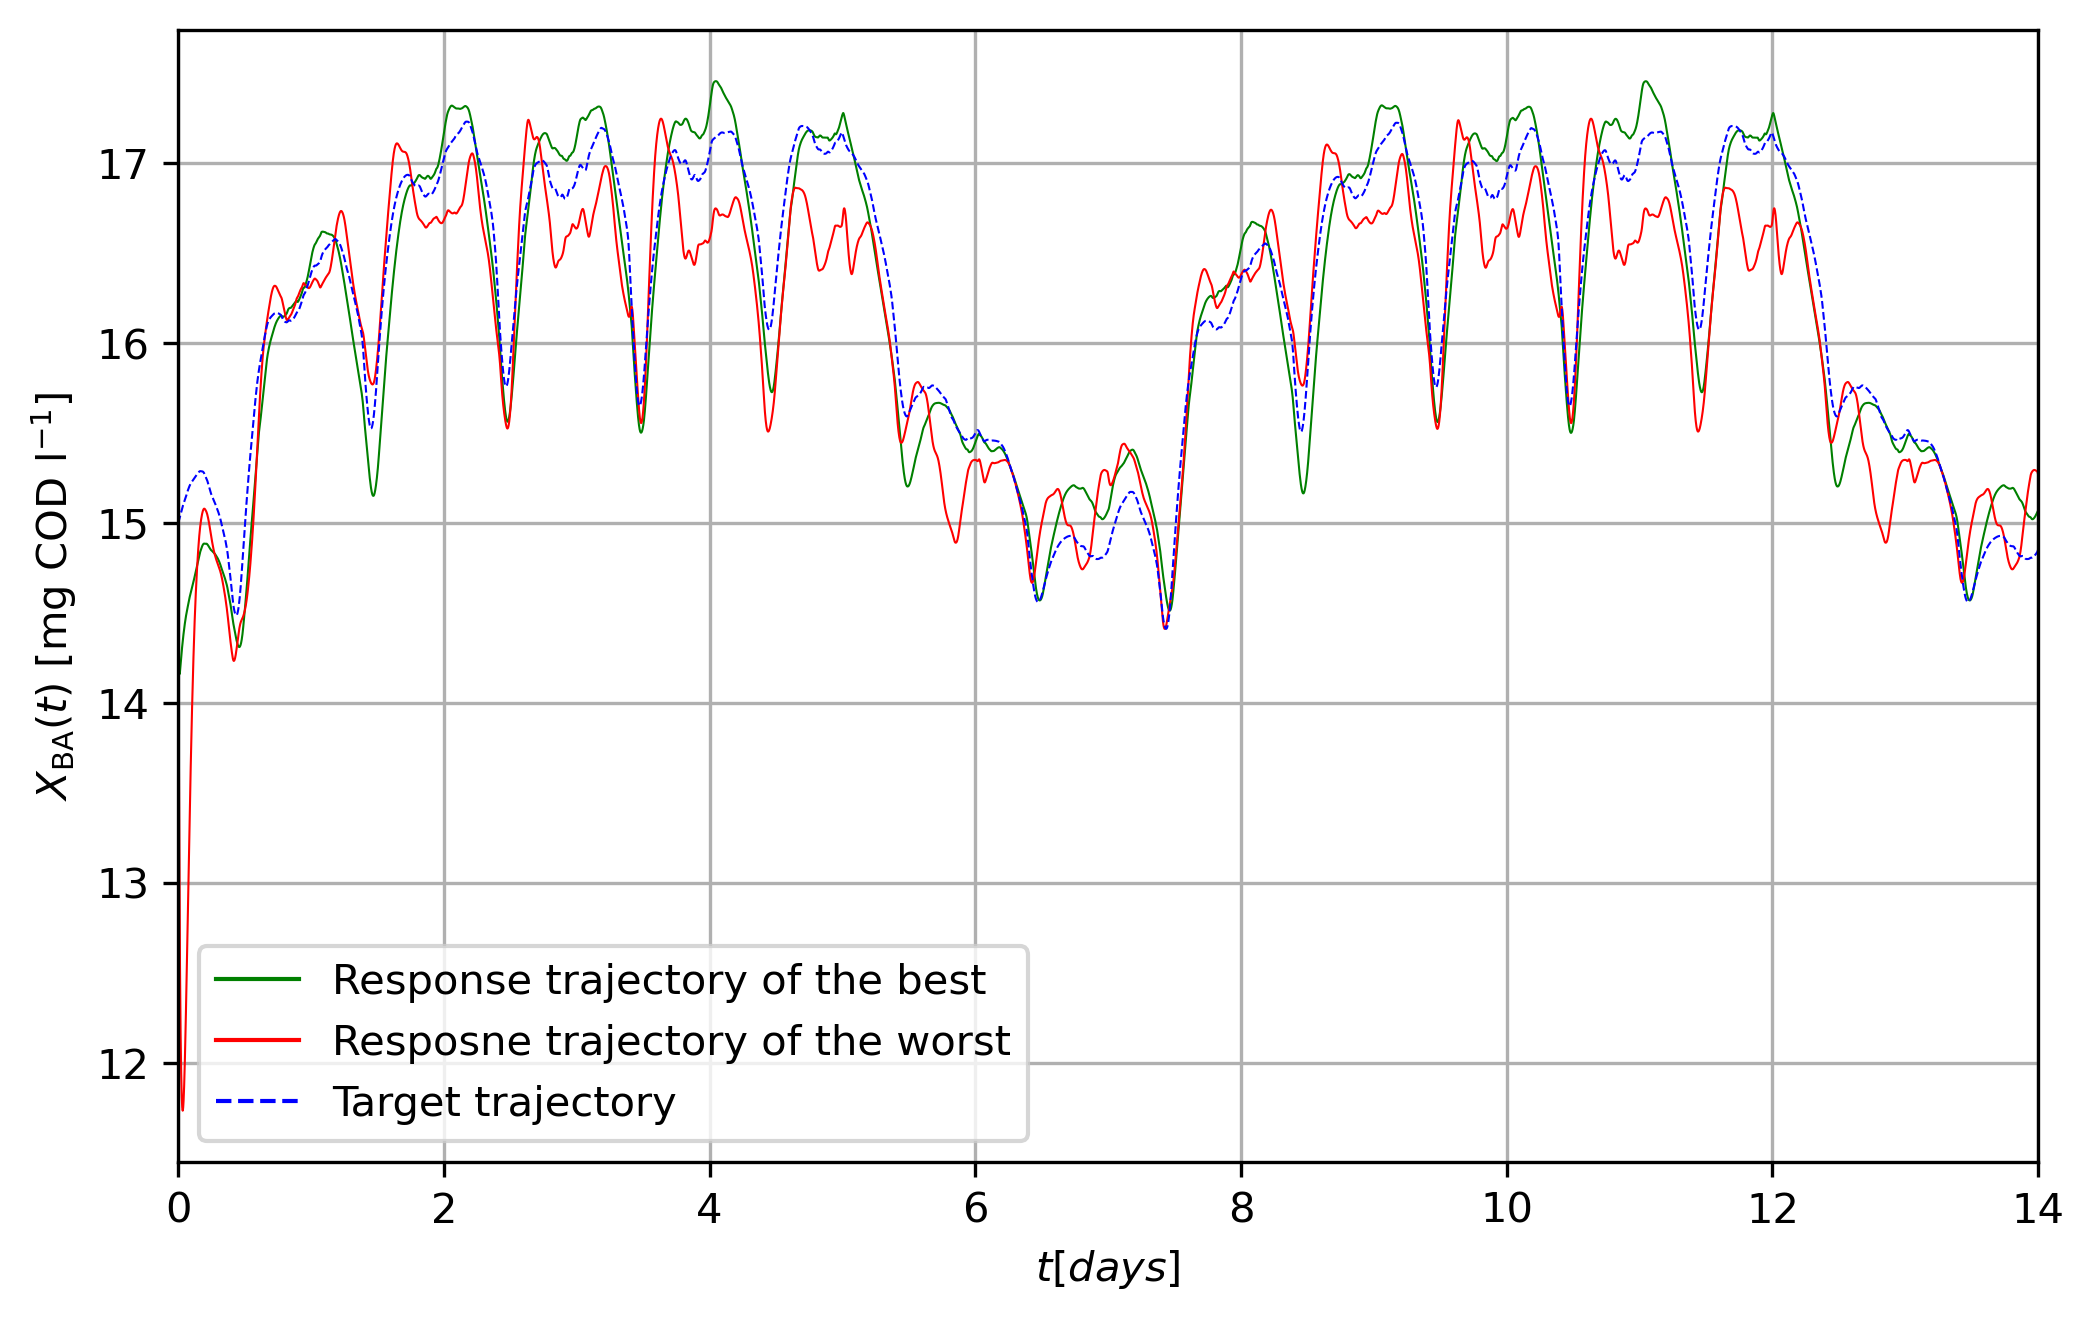 17
16
15
14
13
12
X_BA(t) [mg COD l⁻¹]
Response trajectory of the best
Resposne trajectory of the worst
Target trajectory
0 2 4 6 8 10 12 14
t[days]